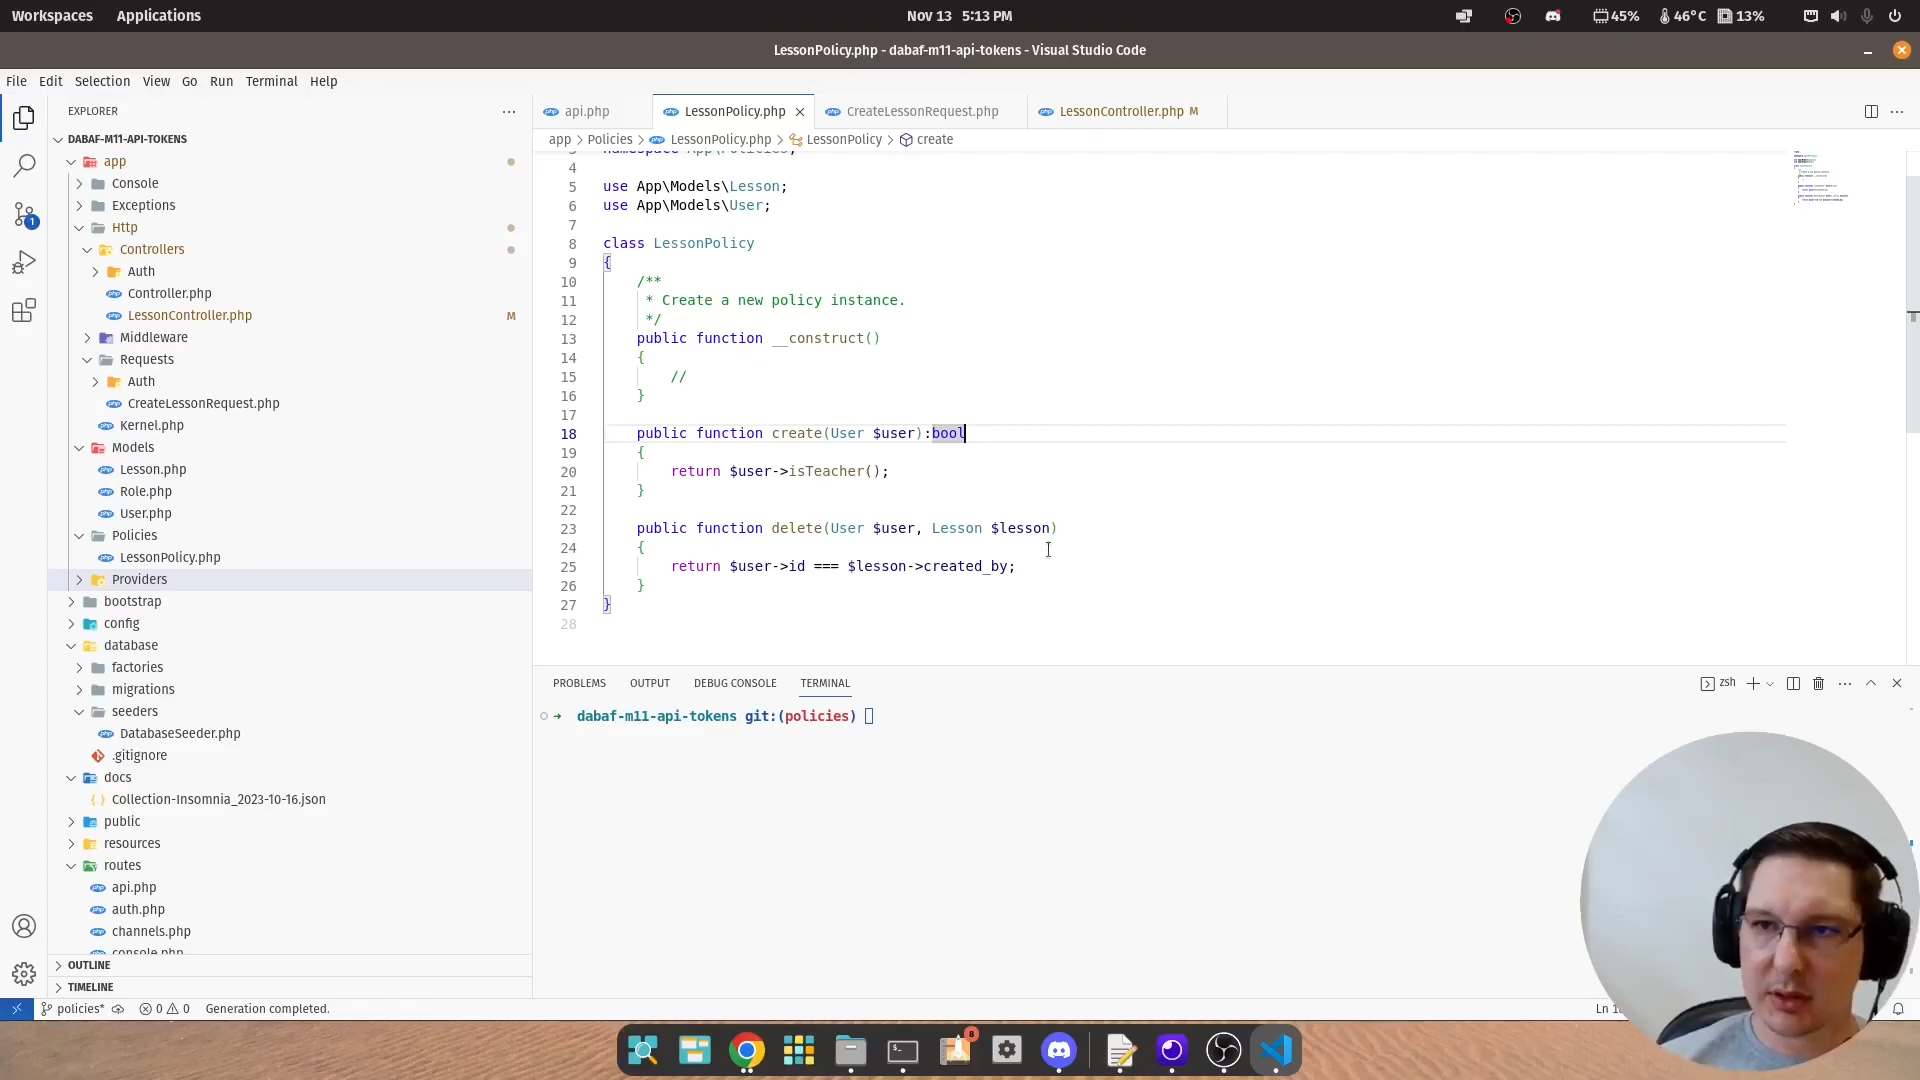 Workspaces Applications Nov 13 5:13 PM 45% 46°C 13%
LessonPolicy.php - dabaf-m11-api-tokens - Visual Studio Code
File Edit Selection View Go Run Terminal Help
EXPLORER
DABAF-M11-API-TOKENS
app
Console
Exceptions
Http
Controllers
Auth
Controller.php
LessonController.php M
Middleware
Requests
Auth
CreateLessonRequest.php
Kernel.php
Models
Lesson.php
Role.php
User.php
Policies
LessonPolicy.php
Providers
bootstrap
config
database
factories
migrations
seeders
DatabaseSeeder.php
.gitignore
docs
Collection-Insomnia_2023-10-16.json
public
resources
routes
api.php
auth.php
channels.php
console.php
OUTLINE
TIMELINE
api.php LessonPolicy.php CreateLessonRequest.php LessonController.php M
app > Policies > LessonPolicy.php > LessonPolicy > create
3 namespace App\Policies;
4
5 use App\Models\Lesson;
6 use App\Models\User;
7
8 class LessonPolicy
9 {
10 /**
11 * Create a new policy instance.
12 */
13 public function __construct()
14 {
15 //
16 }
17
18 public function create(User $user):bool
19 {
20 return $user->isTeacher();
21 }
22
23 public function delete(User $user, Lesson $lesson)
24 {
25 return $user->id === $lesson->created_by;
26 }
27 }
28
PROBLEMS OUTPUT DEBUG CONSOLE TERMINAL zsh
dabaf-m11-api-tokens git:(policies)
policies* 0 0 Generation completed. Ln
1
8